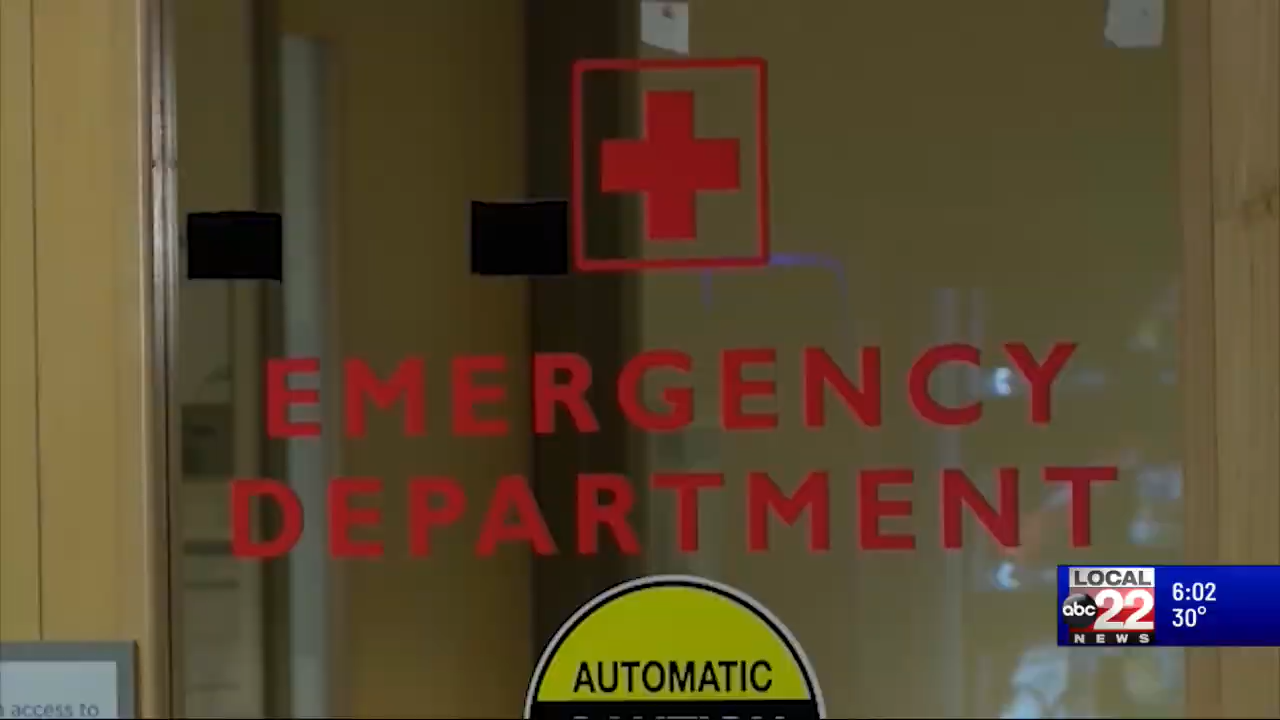 EMERGENCY
DEPARTMENT
AUTOMATIC
access to
LOCAL
abc 22
NEWS
6:02
30°